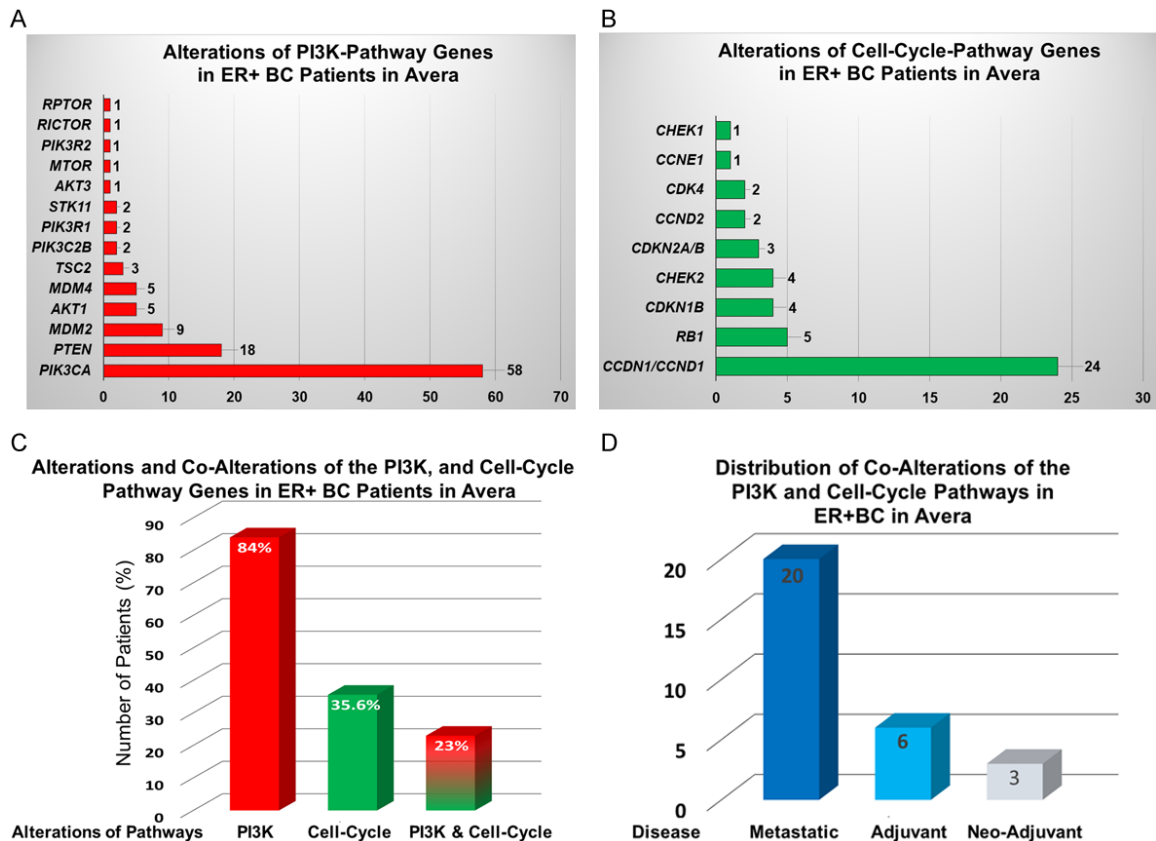 A
Alterations of PI3K-Pathway Genes
in ER+ BC Patients in Avera
RPTOR 1
RICTOR 1
PIK3R2 1
MTOR 1
AKT3 1
STK11 2
PIK3R1 2
PIK3C2B 2
TSC2 3
MDM4 5
AKT1 5
MDM2 9
PTEN 18
PIK3CA 58
0 10 20 30 40 50 60 70
B
Alterations of Cell-Cycle-Pathway Genes
in ER+ BC Patients in Avera
CHEK1 1
CCNE1 1
CDK4 2
CCND2 2
CDKN2A/B 3
CHEK2 4
CDKN1B 4
RB1 5
CCDN1/CCND1 24
0 5 10 15 20 25 30
C
Alterations and Co-Alterations of the PI3K, and Cell-Cycle
Pathway Genes in ER+ BC Patients in Avera
Number of Patients (%)
90
80
70
60
50
40
30
20
10
0
84%
35.6%
23%
Alterations of Pathways PI3K Cell-Cycle PI3K & Cell-Cycle
D
Distribution of Co-Alterations of the
PI3K and Cell-Cycle Pathways in
ER+BC in Avera
20
15
10
5
0
20
6
3
Disease Metastatic Adjuvant Neo-Adjuvant